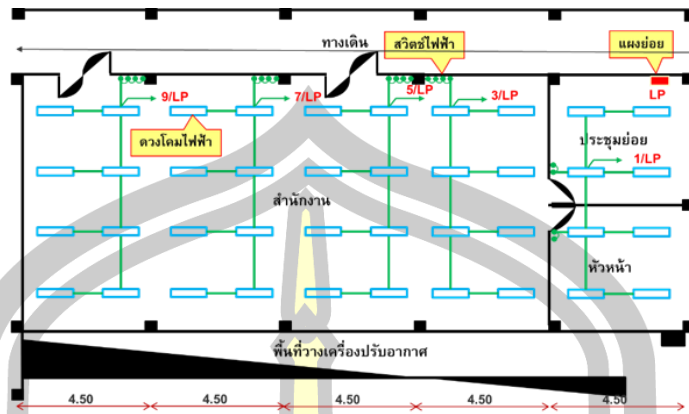 ทางเดิน
สวิตช์ไฟฟ้า
แผงย่อย
LP
9/LP
7/LP
5/LP
3/LP
ดวงโคมไฟฟ้า
ประชุมย่อย
1/LP
สำนักงาน
หัวหน้า
พื้นที่วางเครื่องปรับอากาศ
4.50 4.50 4.50 4.50 4.50